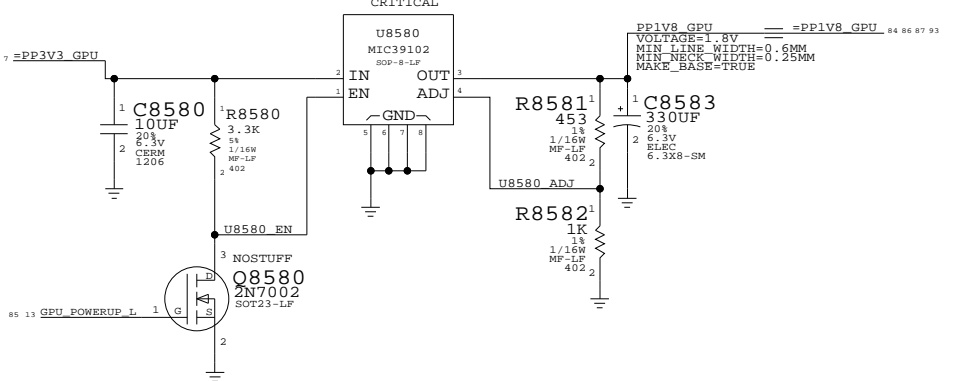 CRITICAL
U8580
MIC39102
SOP-8-LF
2 IN OUT 3
1 EN ADJ 4
GND
5 6 7 8
7 =PP3V3_GPU
PP1V8_GPU =PP1V8_GPU 84 86 87 93
VOLTAGE=1.8V
MIN_LINE_WIDTH=0.6MM
MIN_NECK_WIDTH=0.25MM
MAKE_BASE=TRUE
1 C8580
10UF
20%
6.3V
2 CERM
1206
1 R8580
3.3K
5%
1/16W
MF-LF
402
2
R8581 1
453
1%
1/16W
MF-LF
402 2
1 C8583
+ 330UF
20%
2 6.3V
ELEC
6.3X8-SM
U8580_ADJ
R8582 1
1K
1%
1/16W
MF-LF
402 2
U8580_EN
3 NOSTUFF
D Q8580
2N7002
SOT23-LF
85 13 GPU_POWERUP_L 1 G S
2